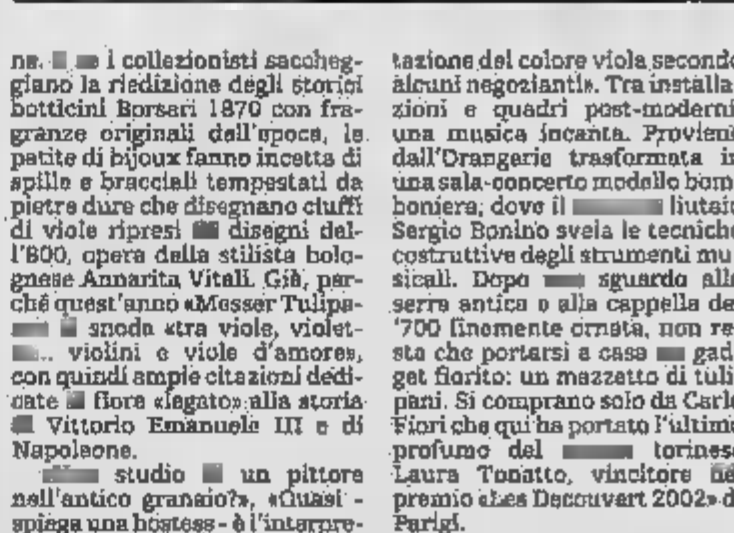 ne. i collezionisti saccheg-
giano la riedizione degli storici
botticini Borsari 1870 con fra-
granze originali dell'epoca, le
patite di bijoux fanno incetta di
spille e bracciali tempestati da
pietre dure che disegnano ciuffi
di viole ripresi disegni del-
l'800, opera della stilista bolo-
gnese Annarita Vitali. Già, per-
ché quest'anno «Messer Tulipa-
snoda «tra viole, violet-
... violini e viole d'amore»,
con quindi ampie citazioni dedi-
cate fiore «legato» alla storia
Vittorio Emanuele III e di
Napoleone.
studio un pittore
nell'antico granaio?», «Quasi -
spiega una hostess - è l'interpre-
tazione del colore viola secondo
alcuni negozianti». Tra installa-
zioni e quadri post-moderni
una musica incanta. Proviene
dall'Orangerie trasformata in
una sala-concerto modello bom-
boniera, dove il liutaio
Sergio Bonino svela le tecniche
costruttive degli strumenti mu-
sicali. Dopo sguardo alla
serra antica e alla cappella del
'700 finemente ornata, non re-
sta che portarsi a casa gad-
get fiorito: un mazzetto di tuli-
pani. Si comprano solo da Carlo
Fiori che qui ha portato l'ultimo
profumo del torinese
Laura Tonatto, vincitore del
premio «Les Decouvert 2002» di
Parigi.